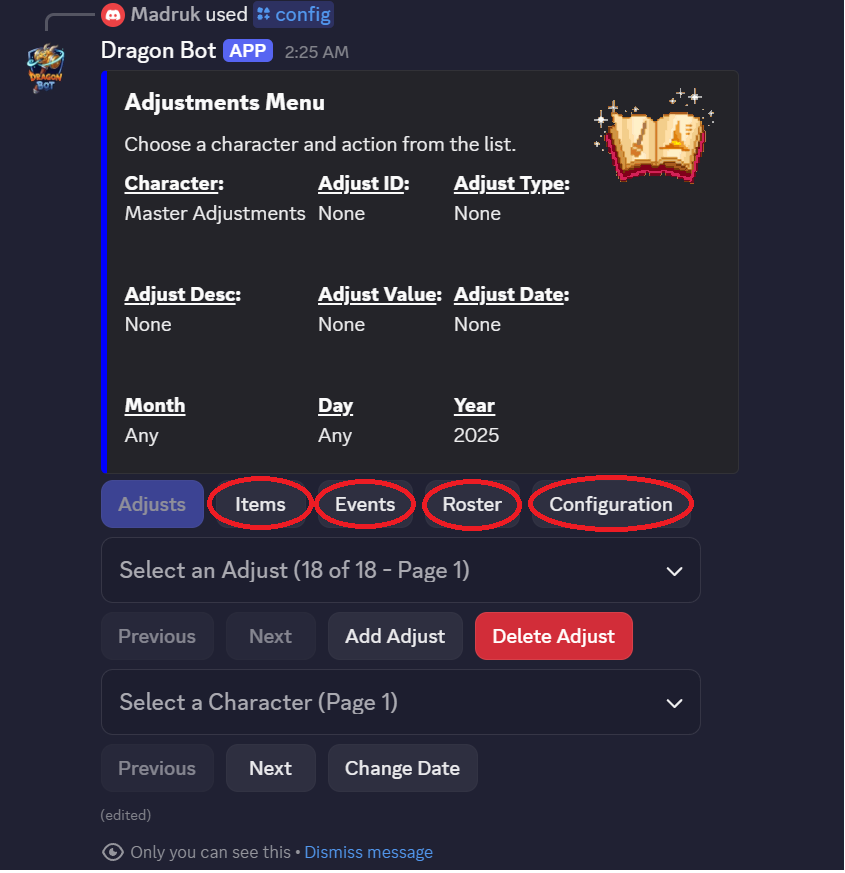 Madruk used config
Dragon Bot APP 2:25 AM
DRAGON
BOT
Adjustments Menu
Choose a character and action from the list.
Character: Adjust ID: Adjust Type:
Master Adjustments None None
Adjust Desc: Adjust Value: Adjust Date:
None None None
Month Day Year
Any Any 2025
Adjusts Items Events Roster Configuration
Select an Adjust (18 of 18 - Page 1)
Previous Next Add Adjust Delete Adjust
Select a Character (Page 1)
Previous Next Change Date
(edited)
Only you can see this • Dismiss message